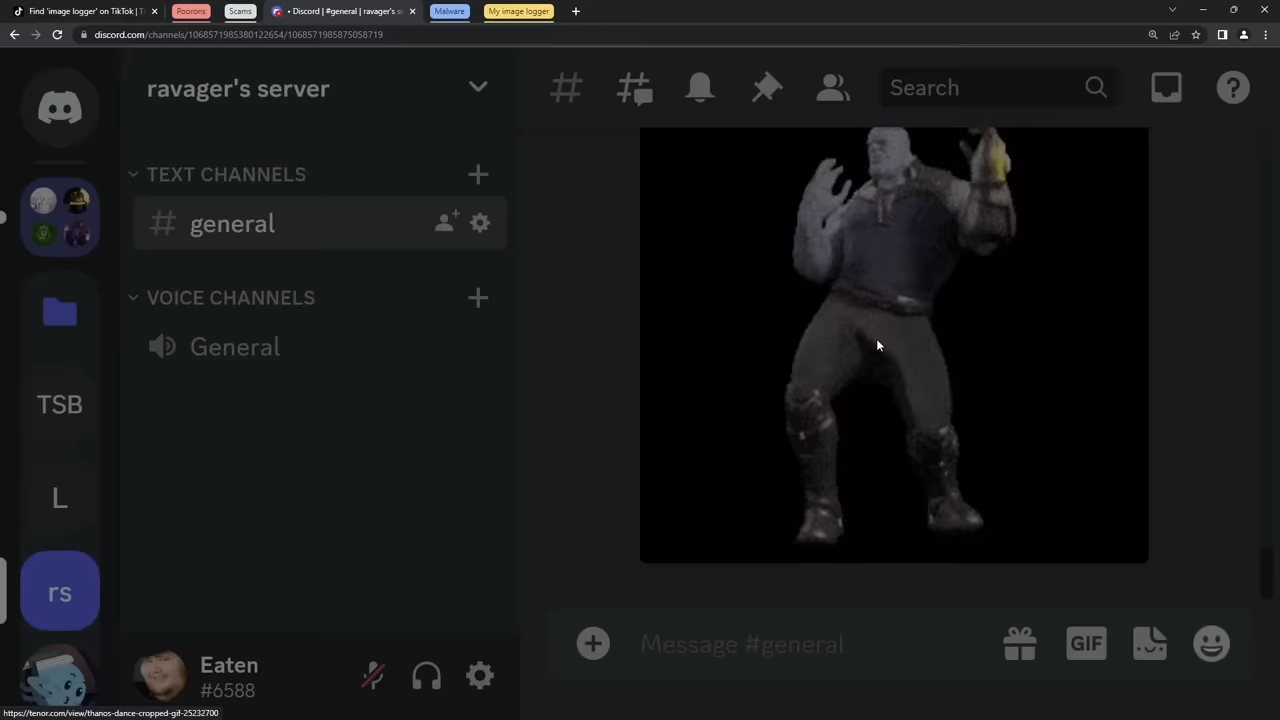 Find 'image logger' on TikTok | T
Poorons
Scams
• Discord | #general | ravager's se
Malware
My image logger
discord.com/channels/1068571985380122654/1068571985875058719
ravager's server
Search
TEXT CHANNELS
general
VOICE CHANNELS
General
TSB
L
rs
Message #general
GIF
Eaten
#6588
https://tenor.com/view/thanos-dance-cropped-gif-25232700